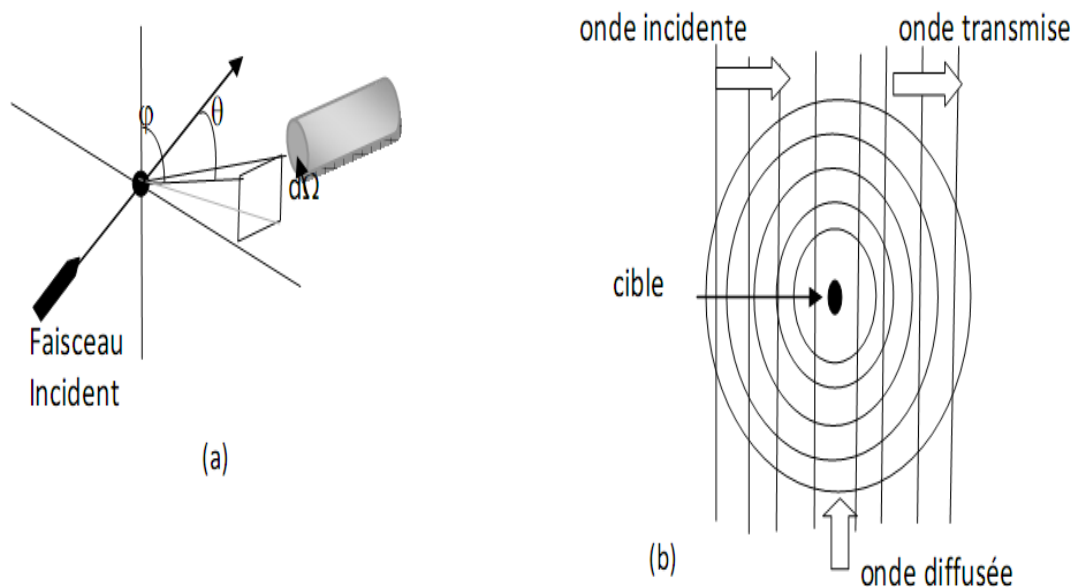 φ
θ
dΩ
Faisceau
Incident
(a)
onde incidente
onde transmise
cible
(b)
onde diffusée